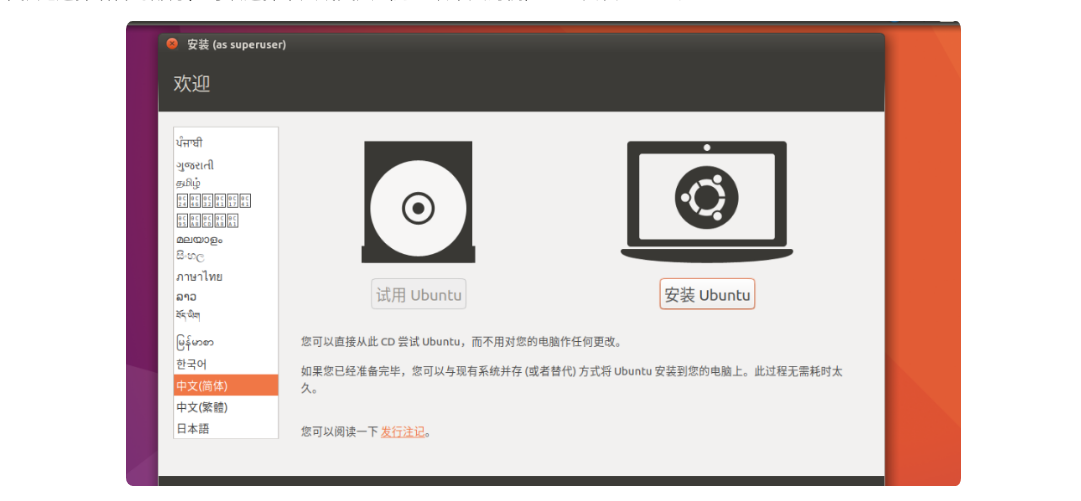 安装 (as superuser)
欢迎
ਪੰਜਾਬੀ
ગુજરાતી
தமிழ்
മലയാളം
සිංහල
ภาษาไทย
ລາວ
မြန်မာစာ
한국어
中文(简体)
中文(繁體)
日本語
试用 Ubuntu
安装 Ubuntu
您可以直接从此 CD 尝试 Ubuntu，而不用对您的电脑作任何更改。
如果您已经准备完毕，您可以与现有系统并存 (或者替代) 方式将 Ubuntu 安装到您的电脑上。此过程无需耗时太
久。
您可以阅读一下 发行注记。